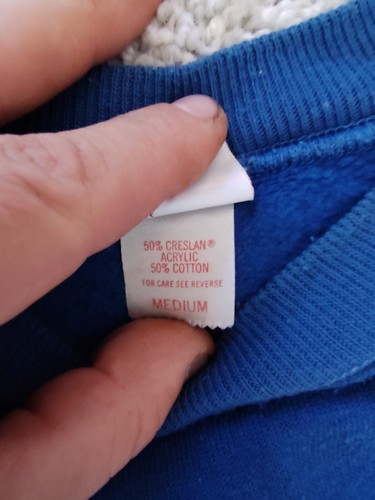 50% CRESLAN®
ACRYLIC
50% COTTON
FOR CARE SEE REVERSE
MEDIUM